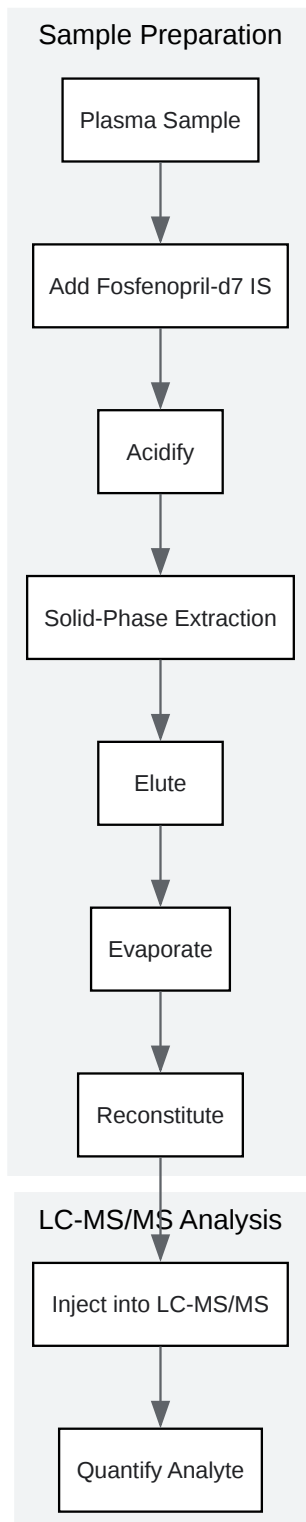 Sample Preparation
Plasma Sample
Add Fosfenopril-d7 IS
Acidify
Solid-Phase Extraction
Elute
Evaporate
Reconstitute
LC-MS/MS Analysis
Inject into LC-MS/MS
Quantify Analyte